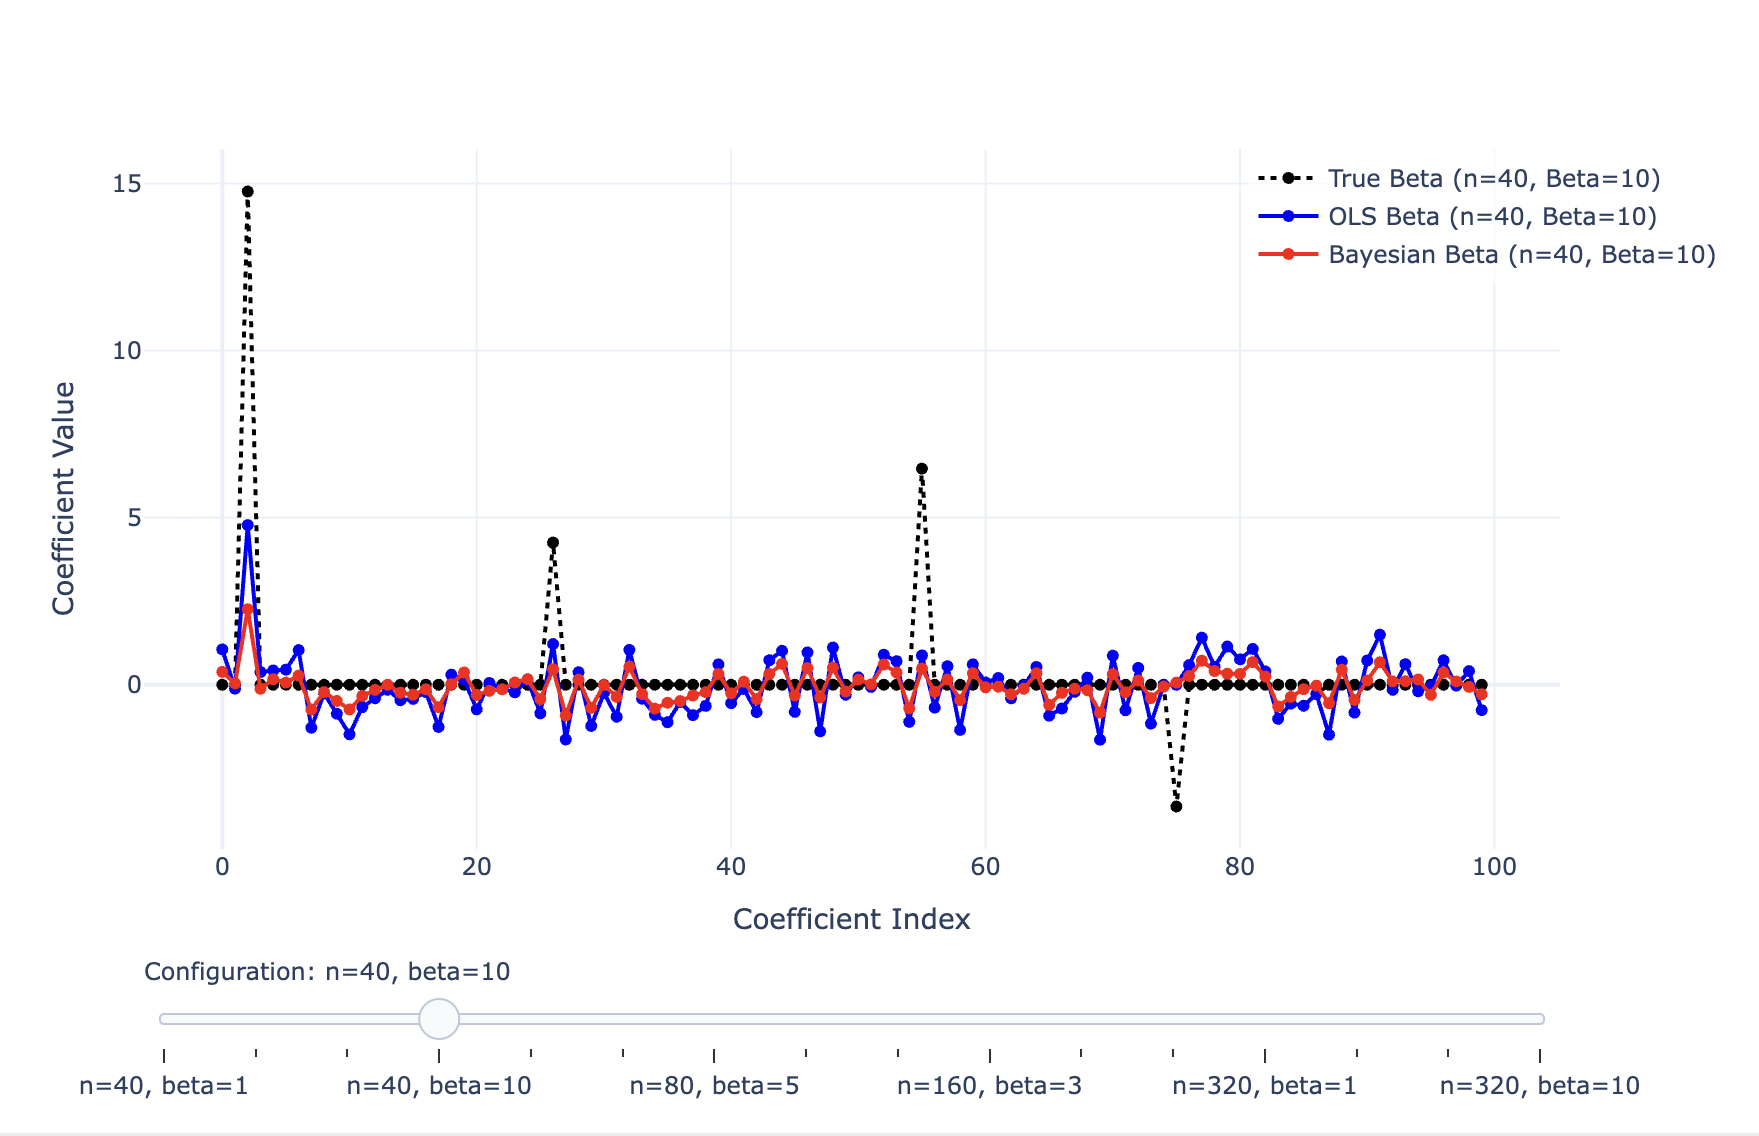 15
10
5
0
Coefficient Value
True Beta (n=40, Beta=10)
OLS Beta (n=40, Beta=10)
Bayesian Beta (n=40, Beta=10)
0 20 40 60 80 100
Coefficient Index
Configuration: n=40, beta=10
n=40, beta=1 n=40, beta=10 n=80, beta=5 n=160, beta=3 n=320, beta=1 n=320, beta=10